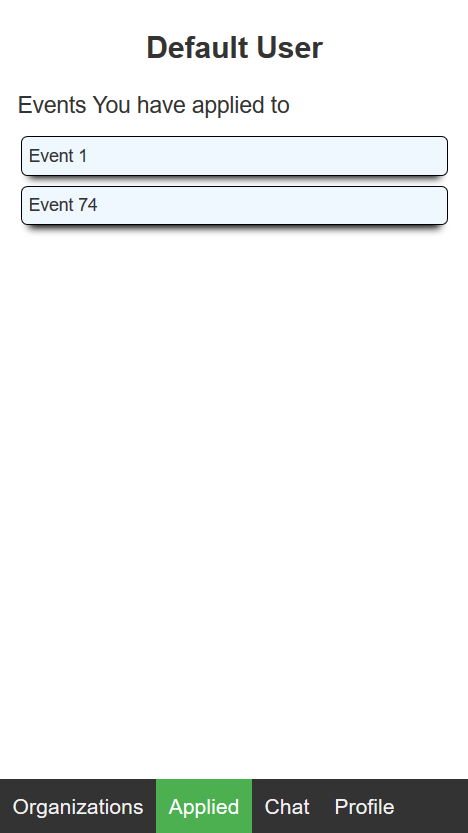 Default User
Events You have applied to
Event 1
Event 74
Organizations Applied Chat Profile